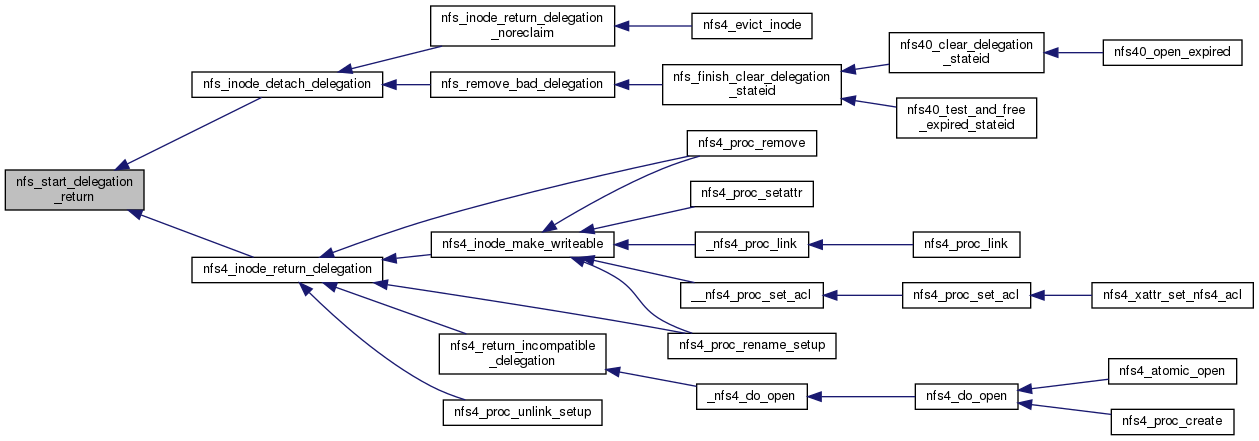 nfs_inode_return_delegation
_noreclaim
nfs4_evict_inode
nfs40_clear_delegation
_stateid
nfs40_open_expired
nfs_inode_detach_delegation
nfs_remove_bad_delegation
nfs_finish_clear_delegation
_stateid
nfs40_test_and_free
_expired_stateid
nfs4_proc_remove
nfs_start_delegation
_return
nfs4_proc_setattr
nfs4_inode_make_writeable
_nfs4_proc_link
nfs4_proc_link
nfs4_inode_return_delegation
__nfs4_proc_set_acl
nfs4_proc_set_acl
nfs4_xattr_set_nfs4_acl
nfs4_return_incompatible
_delegation
nfs4_proc_rename_setup
nfs4_atomic_open
_nfs4_do_open
nfs4_do_open
nfs4_proc_unlink_setup
nfs4_proc_create